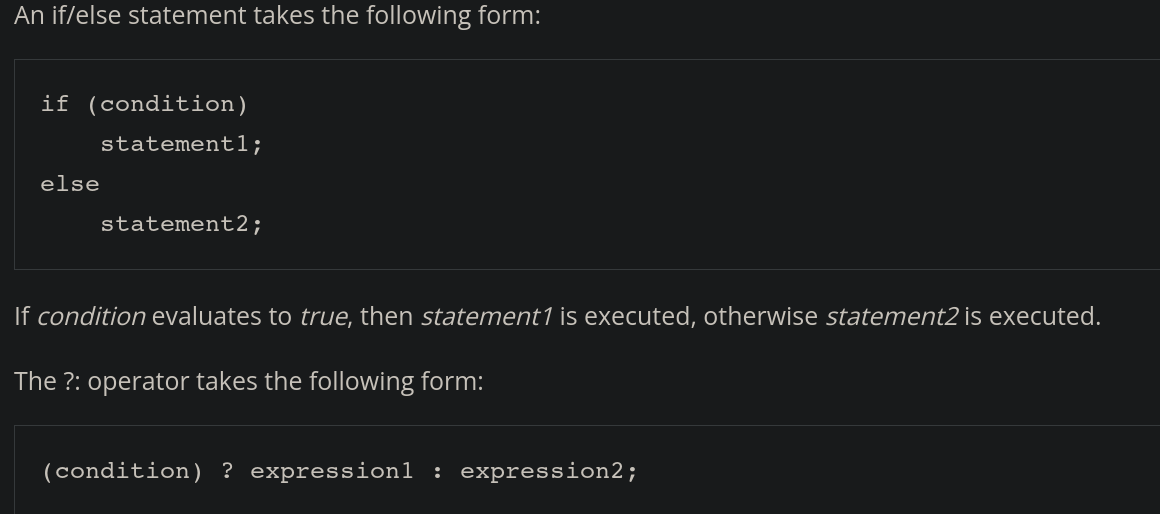 An if/else statement takes the following form:
if (condition)
    statement1;
else
    statement2;
If condition evaluates to true, then statement1 is executed, otherwise statement2 is executed.
The ?: operator takes the following form:
(condition) ? expression1 : expression2;